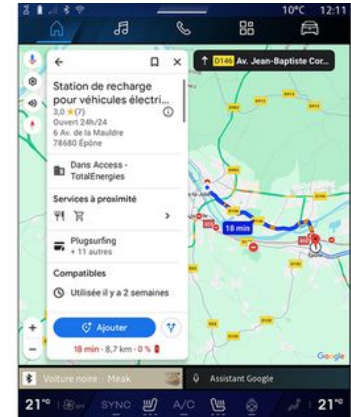 10°C 12:11
D146 Av. Jean-Baptiste Cor...
Station de recharge
pour véhicules électri...
3,0 ★(7)
Ouvert 24h/24
6 Av. de la Mauldre
78680 Épône
Dans Access -
TotalEnergies
Services à proximité
Plugsurfing
+ 11 autres
Compatibles
Utilisée il y a 2 semaines
Ajouter
18 min · 8,7 km · 0 %
18 min
Google
Voiture noire · Meak
Assistant Google
21°
SYNC
A/C
21°